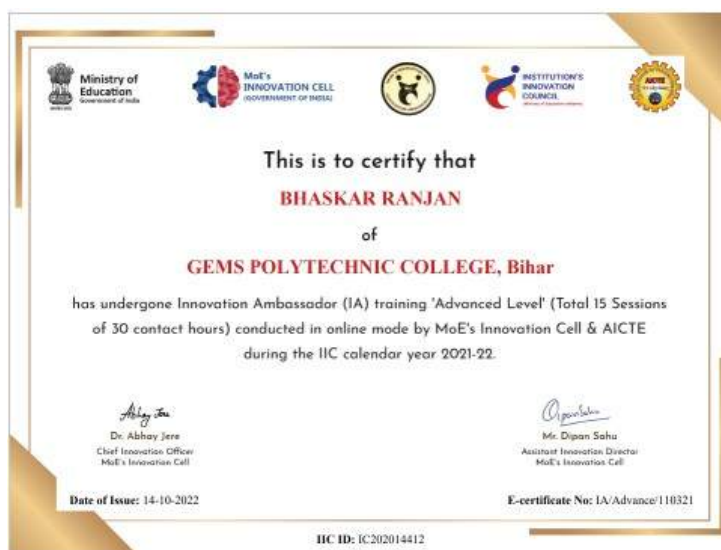 Ministry of
Education
Government of India
MoE's
INNOVATION CELL
(GOVERNMENT OF INDIA)
INSTITUTION'S
INNOVATION
COUNCIL
AICTE
This is to certify that
BHASKAR RANJAN
of
GEMS POLYTECHNIC COLLEGE, Bihar
has undergone Innovation Ambassador (IA) training 'Advanced Level' (Total 15 Sessions
of 30 contact hours) conducted in online mode by MoE's Innovation Cell & AICTE
during the IIC calendar year 2021-22.
Dr. Abhay Jere
Chief Innovation Officer
MoE's Innovation Cell
Mr. Dipan Sahu
Assistant Innovation Director
MoE's Innovation Cell
Date of Issue: 14-10-2022
E-certificate No: IA/Advance/110321
IIC ID: IC202014412